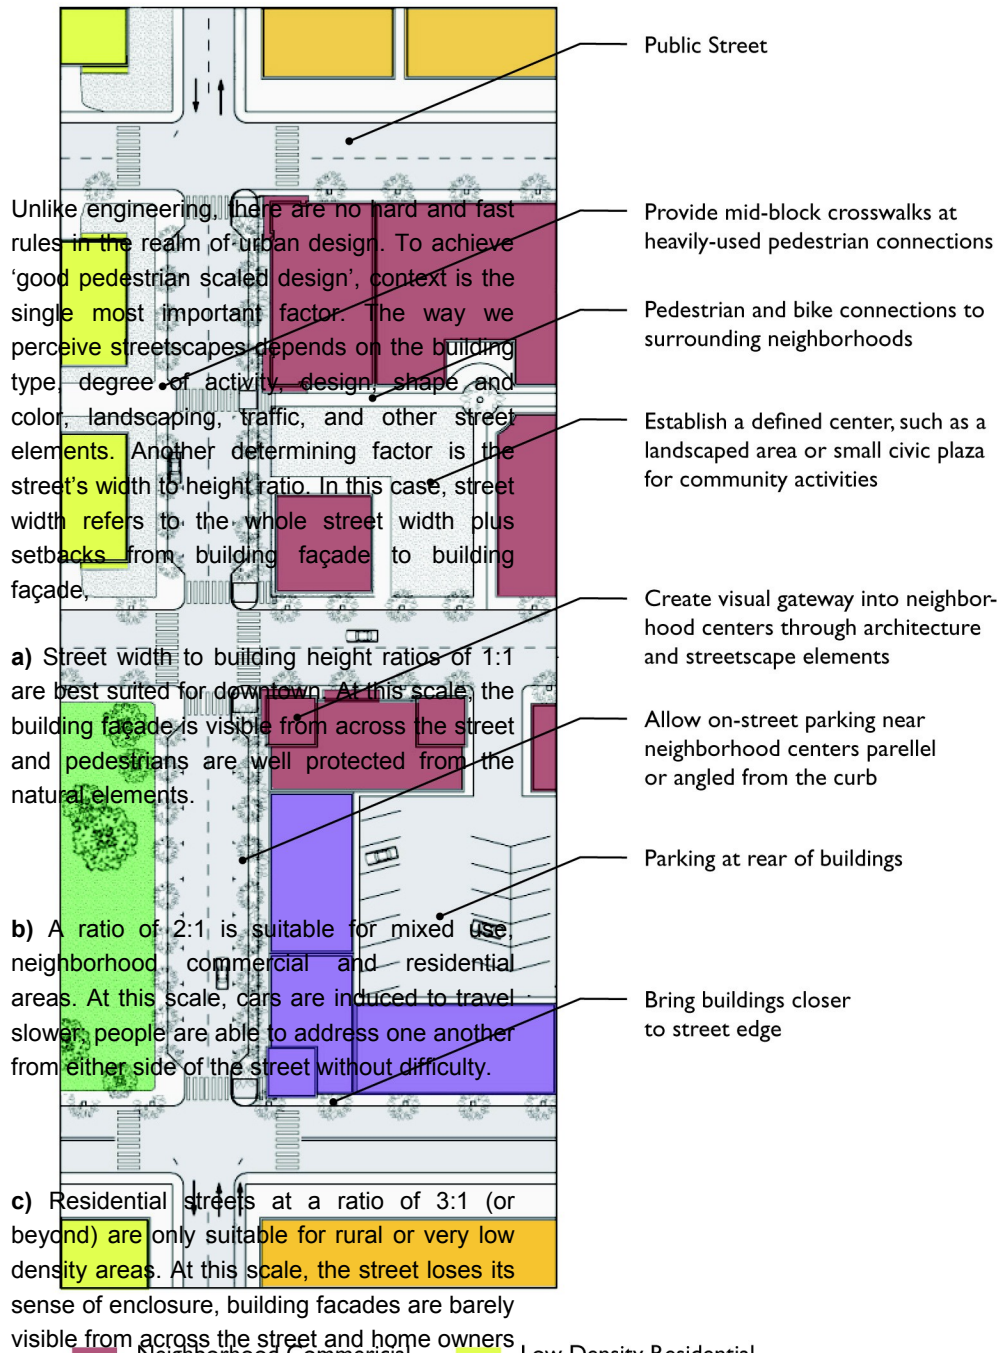 Public Street
Unlike engineering, there are no hard and fast
rules in the realm of urban design. To achieve
‘good pedestrian scaled design’, context is the
single most important factor. The way we
perceive streetscapes depends on the building
type, degree of activity, design, shape and
color, landscaping, traffic, and other street
elements. Another determining factor is the
street’s width to height ratio. In this case, street
width refers to the whole street width plus
setbacks from building façade to building
façade,
a) Street width to building height ratios of 1:1
are best suited for downtown. At this scale, the
building façade is visible from across the street
and pedestrians are well protected from the
natural elements.
b) A ratio of 2:1 is suitable for mixed use,
neighborhood commercial and residential
areas. At this scale, cars are induced to travel
slower, people are able to address one another
from either side of the street without difficulty.
c) Residential streets at a ratio of 3:1 (or
beyond) are only suitable for rural or very low
density areas. At this scale, the street loses its
sense of enclosure, building facades are barely
visible from across the street and home owners
Provide mid-block crosswalks at
heavily-used pedestrian connections
Pedestrian and bike connections to
surrounding neighborhoods
Establish a defined center, such as a
landscaped area or small civic plaza
for community activities
Create visual gateway into neighbor-
hood centers through architecture
and streetscape elements
Allow on-street parking near
neighborhood centers parellel
or angled from the curb
Parking at rear of buildings
Bring buildings closer
to street edge
Neighborhood Commericial
Low Density Residential